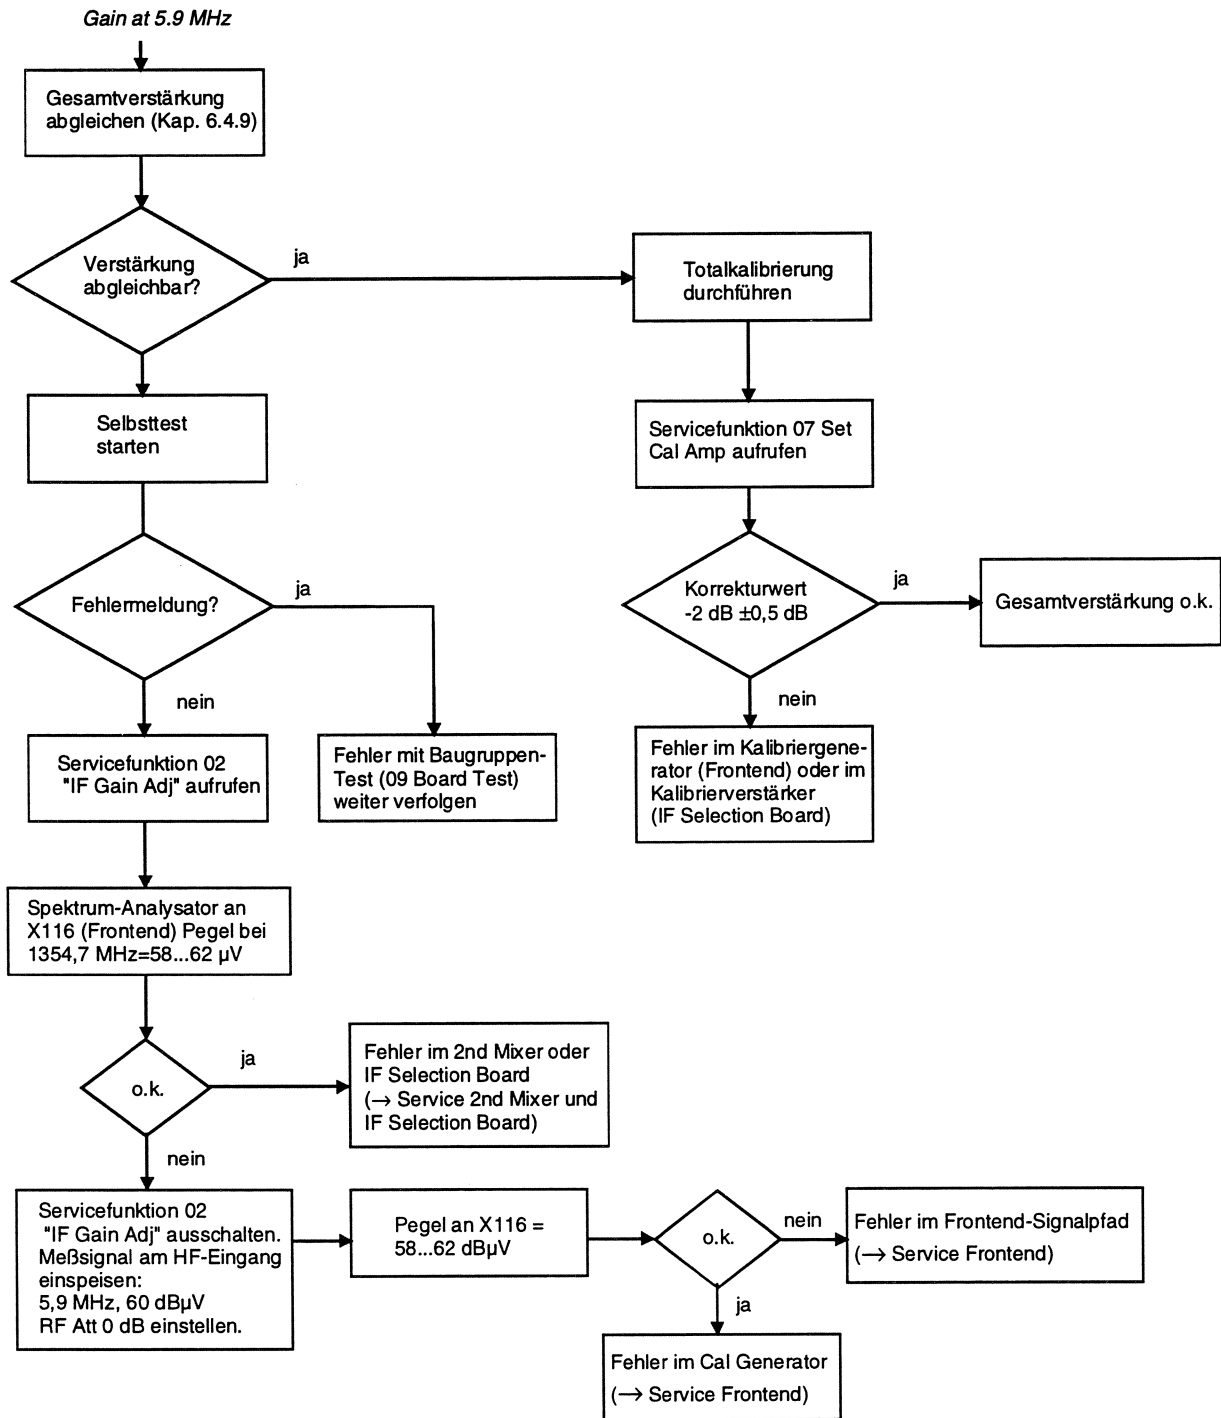 Gain at 5.9 MHz
Gesamtverstärkung
abgleichen (Kap. 6.4.9)
Verstärkung
abgleichbar?
ja
Totalkalibrierung
durchführen
Selbsttest
starten
Servicefunktion 07 Set
Cal Amp aufrufen
Fehlermeldung?
ja
nein
Korrekturwert
-2 dB ±0,5 dB
ja
Gesamtverstärkung o.k.
nein
Servicefunktion 02
"IF Gain Adj" aufrufen
Fehler mit Baugruppen-
Test (09 Board Test)
weiter verfolgen
Fehler im Kalibriergene-
rator (Frontend) oder im
Kalibrierverstärker
(IF Selection Board)
Spektrum-Analysator an
X116 (Frontend) Pegel bei
1354,7 MHz=58...62 µV
o.k.
ja
Fehler im 2nd Mixer oder
IF Selection Board
(→ Service 2nd Mixer und
IF Selection Board)
nein
Servicefunktion 02
"IF Gain Adj" ausschalten.
Meßsignal am HF-Eingang
einspeisen:
5,9 MHz, 60 dBµV
RF Att 0 dB einstellen.
Pegel an X116 =
58...62 dBµV
o.k.
nein
Fehler im Frontend-Signalpfad
(→ Service Frontend)
ja
Fehler im Cal Generator
(→ Service Frontend)